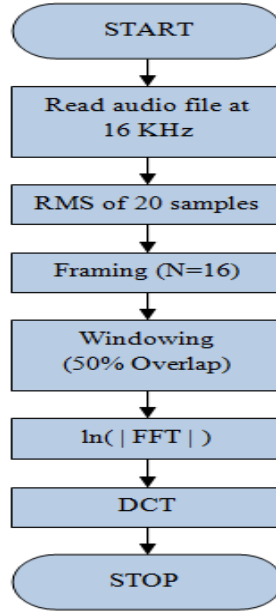 START
Read audio file at
16 KHz
RMS of 20 samples
Framing (N=16)
Windowing
(50% Overlap)
ln( | FFT | )
DCT
STOP